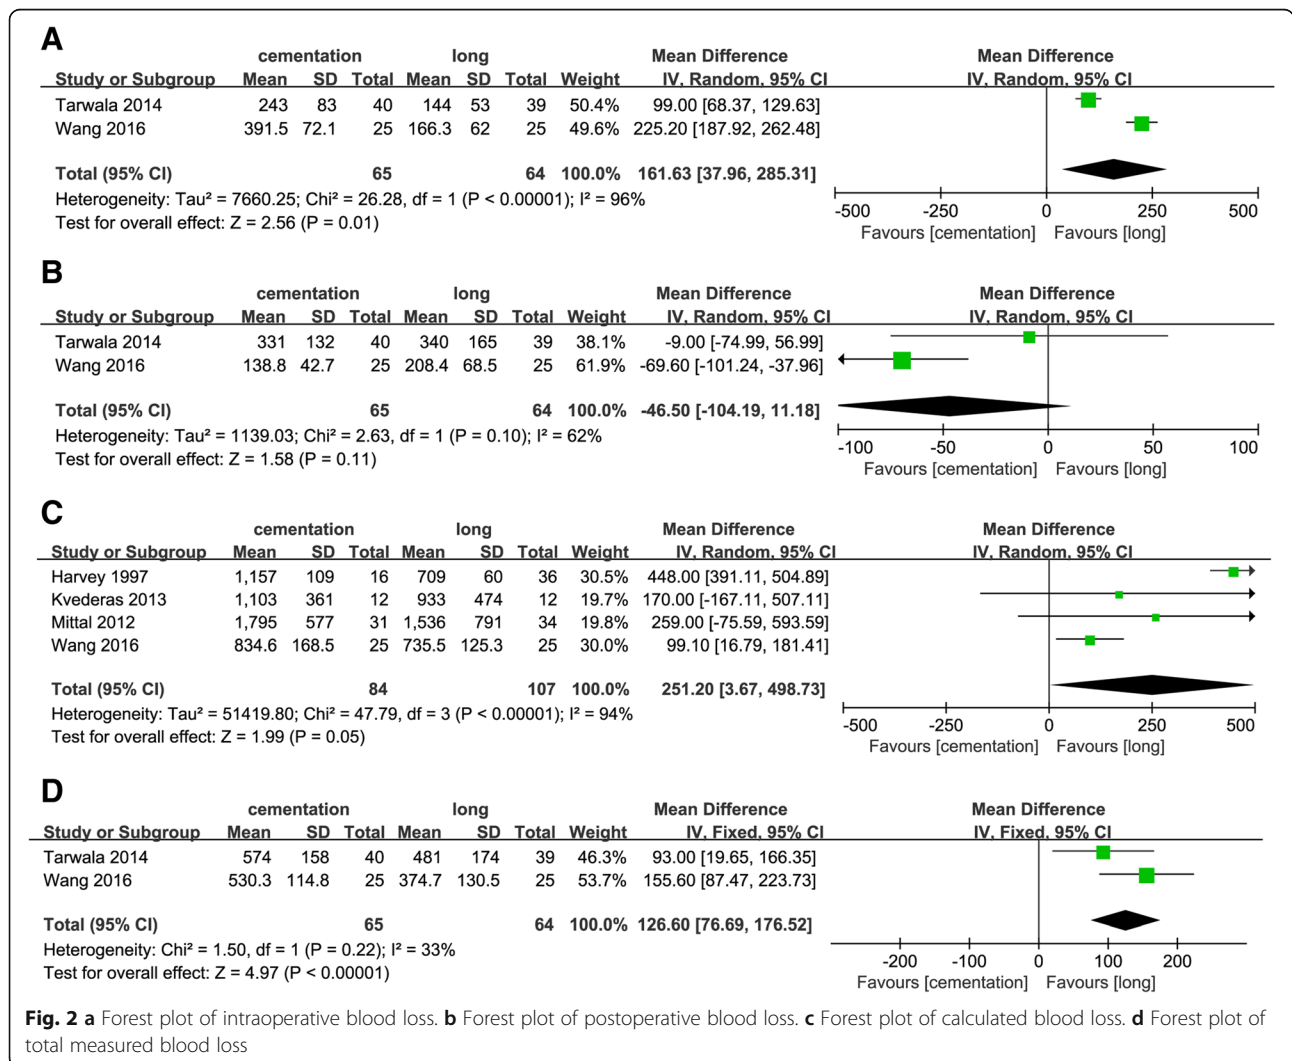 A
cementation long Mean Difference Mean Difference
Study or Subgroup Mean SD Total Mean SD Total Weight IV, Random, 95% CI IV, Random, 95% CI
Tarwala 2014 243 83 40 144 53 39 50.4% 99.00 [68.37, 129.63]
Wang 2016 391.5 72.1 25 166.3 62 25 49.6% 225.20 [187.92, 262.48]
Total (95% CI) 65 64 100.0% 161.63 [37.96, 285.31]
Heterogeneity: Tau² = 7660.25; Chi² = 26.28, df = 1 (P < 0.00001); I² = 96%
Test for overall effect: Z = 2.56 (P = 0.01)
-500 -250 0 250 500
Favours [cementation] Favours [long]
B
cementation long Mean Difference Mean Difference
Study or Subgroup Mean SD Total Mean SD Total Weight IV, Random, 95% CI IV, Random, 95% CI
Tarwala 2014 331 132 40 340 165 39 38.1% -9.00 [-74.99, 56.99]
Wang 2016 138.8 42.7 25 208.4 68.5 25 61.9% -69.60 [-101.24, -37.96]
Total (95% CI) 65 64 100.0% -46.50 [-104.19, 11.18]
Heterogeneity: Tau² = 1139.03; Chi² = 2.63, df = 1 (P = 0.10); I² = 62%
Test for overall effect: Z = 1.58 (P = 0.11)
-100 -50 0 50 100
Favours [cementation] Favours [long]
C
cementation long Mean Difference Mean Difference
Study or Subgroup Mean SD Total Mean SD Total Weight IV, Random, 95% CI IV, Random, 95% CI
Harvey 1997 1,157 109 16 709 60 36 30.5% 448.00 [391.11, 504.89]
Kvederas 2013 1,103 361 12 933 474 12 19.7% 170.00 [-167.11, 507.11]
Mittal 2012 1,795 577 31 1,536 791 34 19.8% 259.00 [-75.59, 593.59]
Wang 2016 834.6 168.5 25 735.5 125.3 25 30.0% 99.10 [16.79, 181.41]
Total (95% CI) 84 107 100.0% 251.20 [3.67, 498.73]
Heterogeneity: Tau² = 51419.80; Chi² = 47.79, df = 3 (P < 0.00001); I² = 94%
Test for overall effect: Z = 1.99 (P = 0.05)
-500 -250 0 250 500
Favours [cementation] Favours [long]
D
cementation long Mean Difference Mean Difference
Study or Subgroup Mean SD Total Mean SD Total Weight IV, Fixed, 95% CI IV, Fixed, 95% CI
Tarwala 2014 574 158 40 481 174 39 46.3% 93.00 [19.65, 166.35]
Wang 2016 530.3 114.8 25 374.7 130.5 25 53.7% 155.60 [87.47, 223.73]
Total (95% CI) 65 64 100.0% 126.60 [76.69, 176.52]
Heterogeneity: Chi² = 1.50, df = 1 (P = 0.22); I² = 33%
Test for overall effect: Z = 4.97 (P < 0.00001)
-200 -100 0 100 200
Favours [cementation] Favours [long]
Fig. 2 a Forest plot of intraoperative blood loss. b Forest plot of postoperative blood loss. c Forest plot of calculated blood loss. d Forest plot of
total measured blood loss